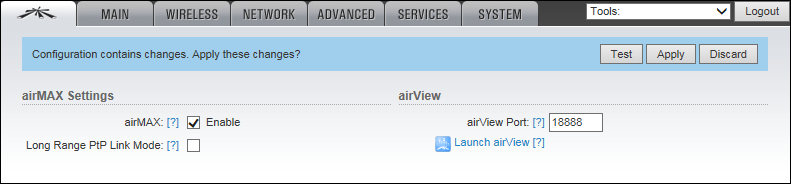 MAIN WIRELESS NETWORK ADVANCED SERVICES SYSTEM Tools: Logout
Configuration contains changes. Apply these changes? Test Apply Discard
airMAX Settings
airMAX: [?] Enable
Long Range PtP Link Mode: [?]
airView
airView Port: [?] 18888
Launch airView [?]